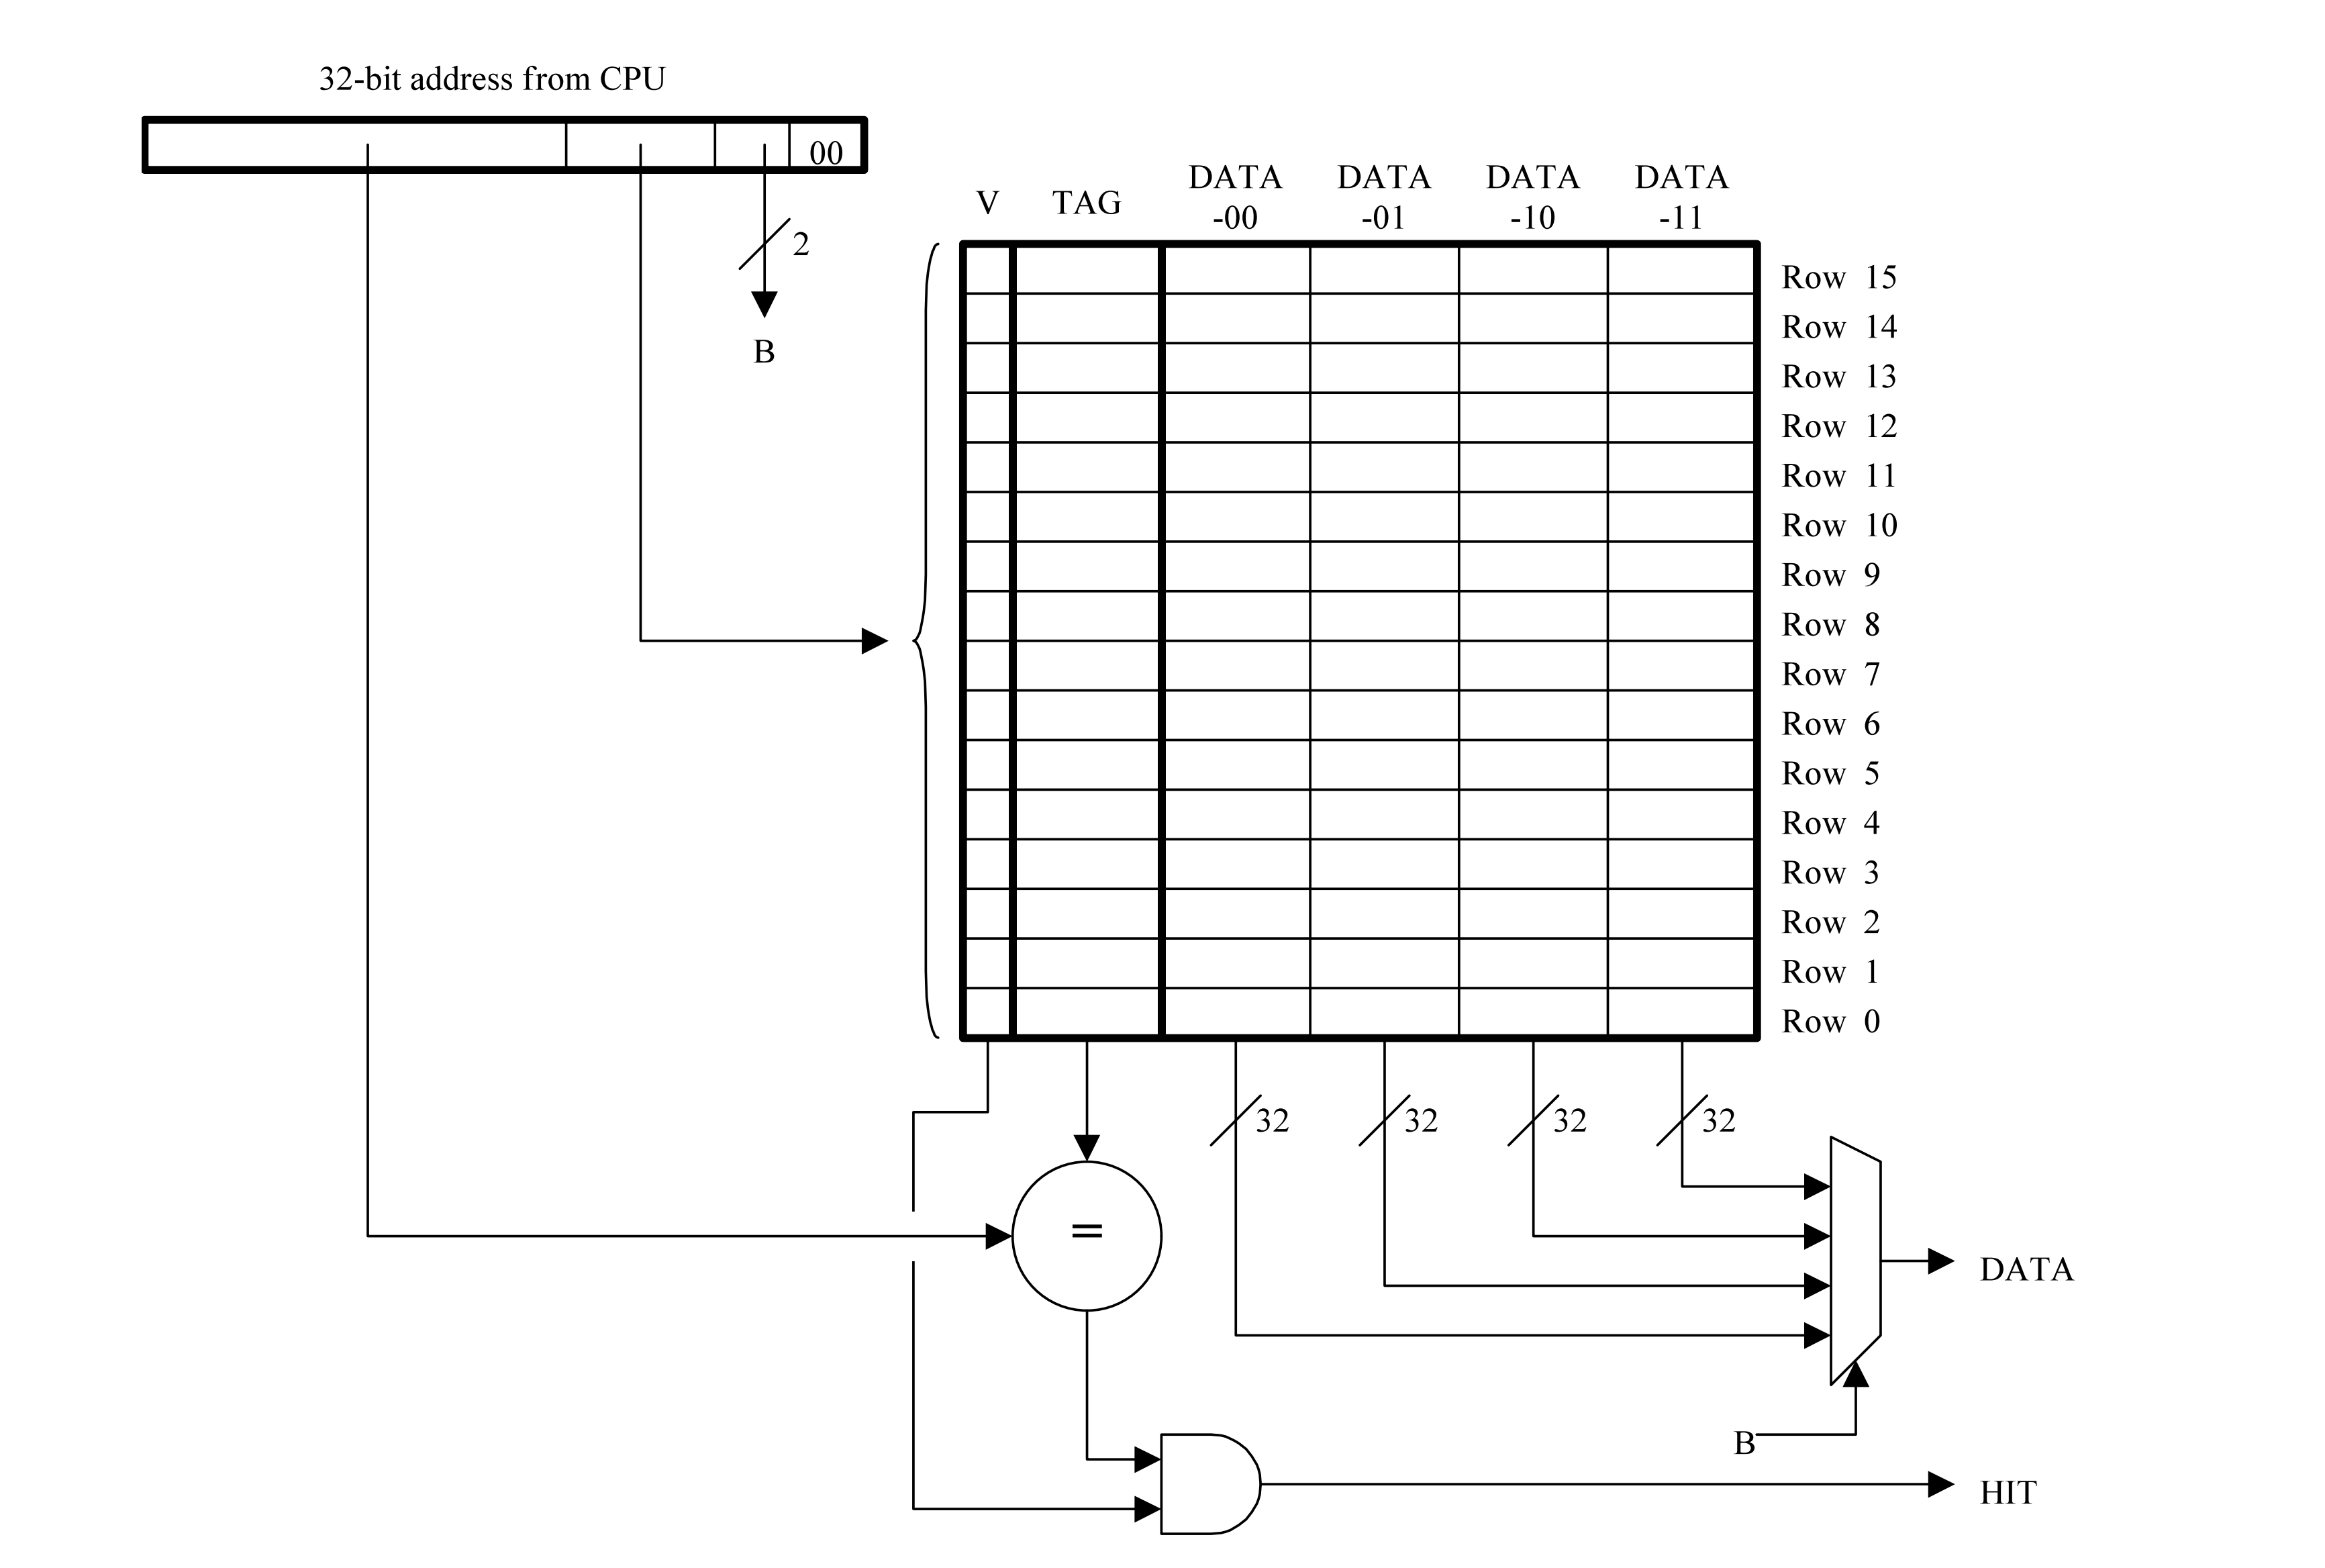 32-bit address from CPU
00
2
B
V TAG DATA -00 DATA -01 DATA -10 DATA -11
Row 15
Row 14
Row 13
Row 12
Row 11
Row 10
Row 9
Row 8
Row 7
Row 6
Row 5
Row 4
Row 3
Row 2
Row 1
Row 0
32 32 32 32
=
DATA
B
HIT